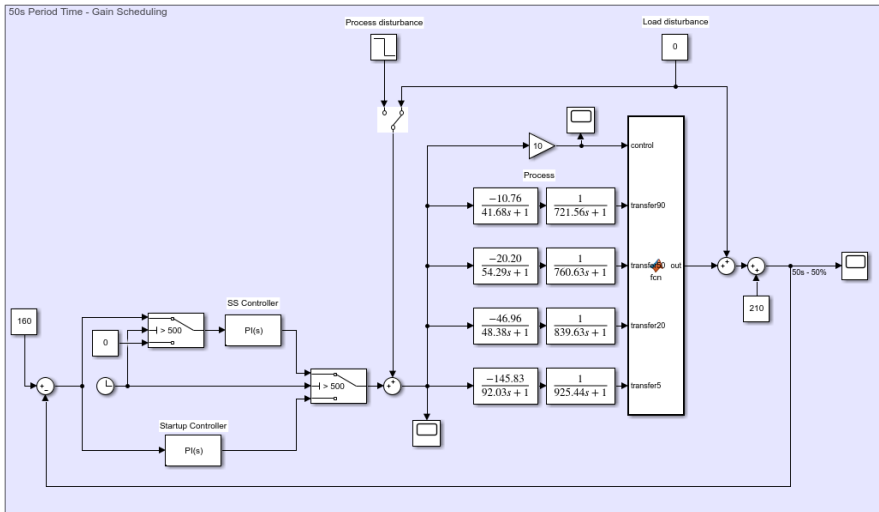 50s Period Time - Gain Scheduling
Process disturbance
Load disturbance
0
10
control
Process
-10.76
41.68s + 1
1
721.56s + 1
transfer90
-20.20
54.29s + 1
1
760.63s + 1
out
fcn
50s - 50%
210
-46.96
48.38s + 1
1
839.63s + 1
transfer20
-145.83
92.03s + 1
1
925.44s + 1
transfer5
160
SS Controller
> 500
PI(s)
0
> 500
Startup Controller
PI(s)